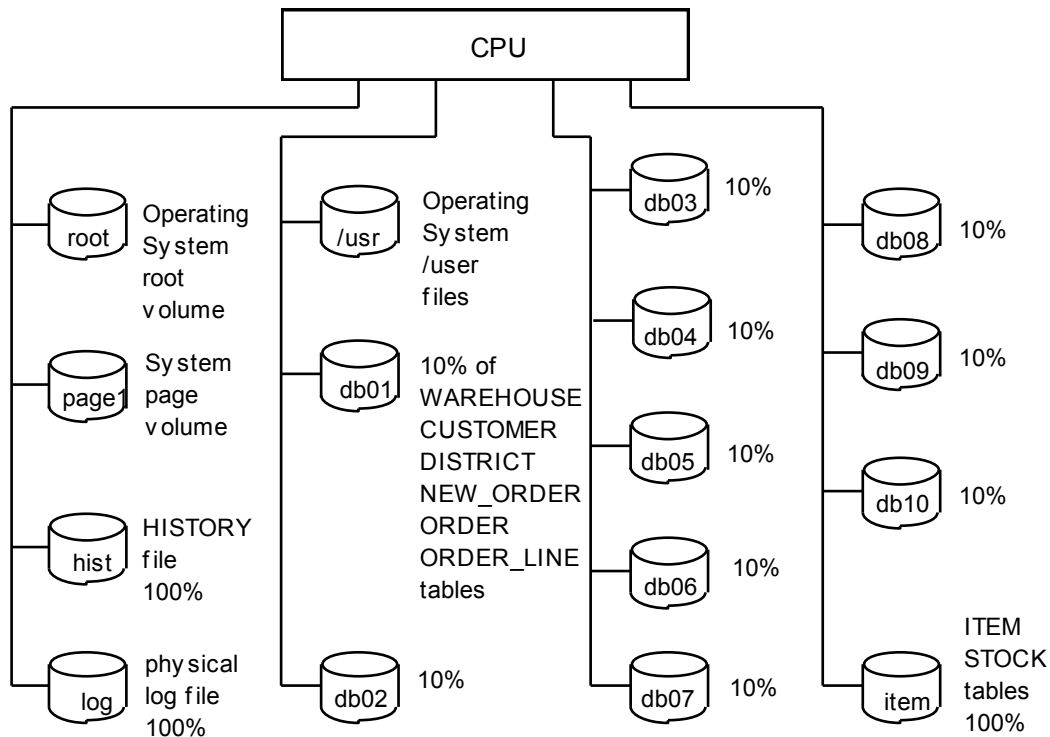 CPU
root
Operating
System
root
volume
page1
System
page
volume
hist
HISTORY
file
100%
log
physical
log file
100%
/usr
Operating
System
/user
files
db01
10% of
WAREHOUSE
CUSTOMER
DISTRICT
NEW_ORDER
ORDER
ORDER_LINE
tables
db02
10%
db03
10%
db04
10%
db05
10%
db06
10%
db07
10%
db08
10%
db09
10%
db10
10%
item
ITEM
STOCK
tables
100%